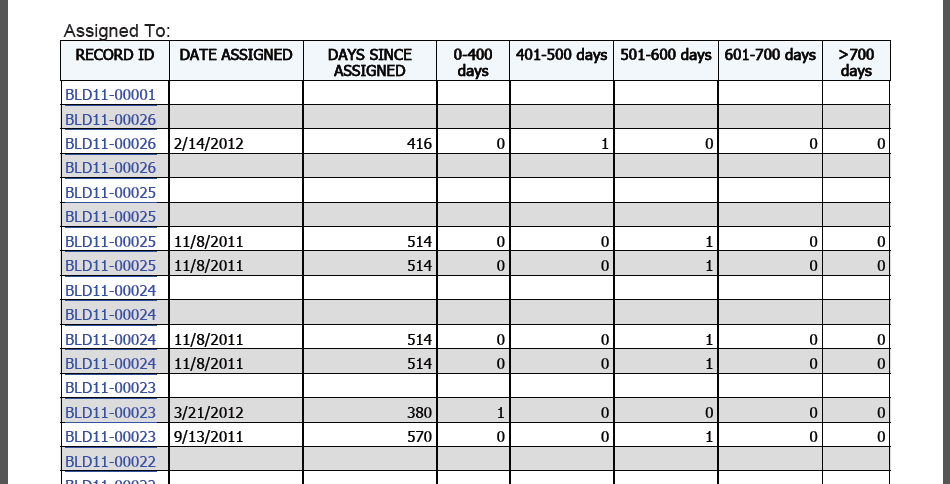 Assigned To:
RECORD ID DATE ASSIGNED DAYS SINCE ASSIGNED 0-400 days 401-500 days 501-600 days 601-700 days >700 days
BLD11-00001
BLD11-00026
BLD11-00026 2/14/2012 416 0 1 0 0 0
BLD11-00026
BLD11-00025
BLD11-00025
BLD11-00025 11/8/2011 514 0 0 1 0 0
BLD11-00025 11/8/2011 514 0 0 1 0 0
BLD11-00024
BLD11-00024
BLD11-00024 11/8/2011 514 0 0 1 0 0
BLD11-00024 11/8/2011 514 0 0 1 0 0
BLD11-00023
BLD11-00023 3/21/2012 380 1 0 0 0 0
BLD11-00023 9/13/2011 570 0 0 1 0 0
BLD11-00022